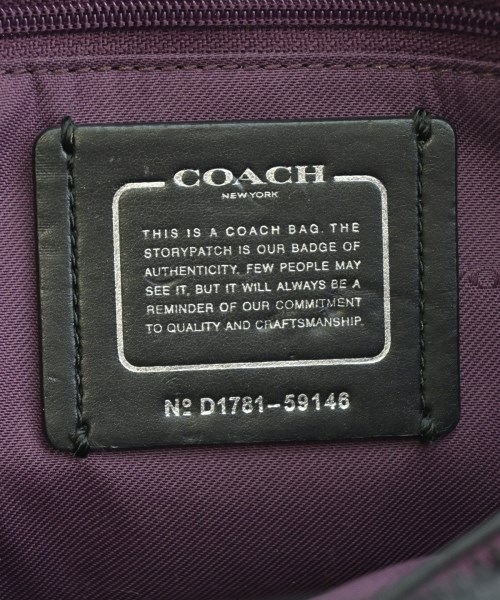 COACH
NEW YORK
THIS IS A COACH BAG. THE
STORYPATCH IS OUR BADGE OF
AUTHENTICITY. FEW PEOPLE MAY
SEE IT, BUT IT WILL ALWAYS BE A
REMINDER OF OUR COMMITMENT
TO QUALITY AND CRAFTSMANSHIP.
Nº D1781-59146